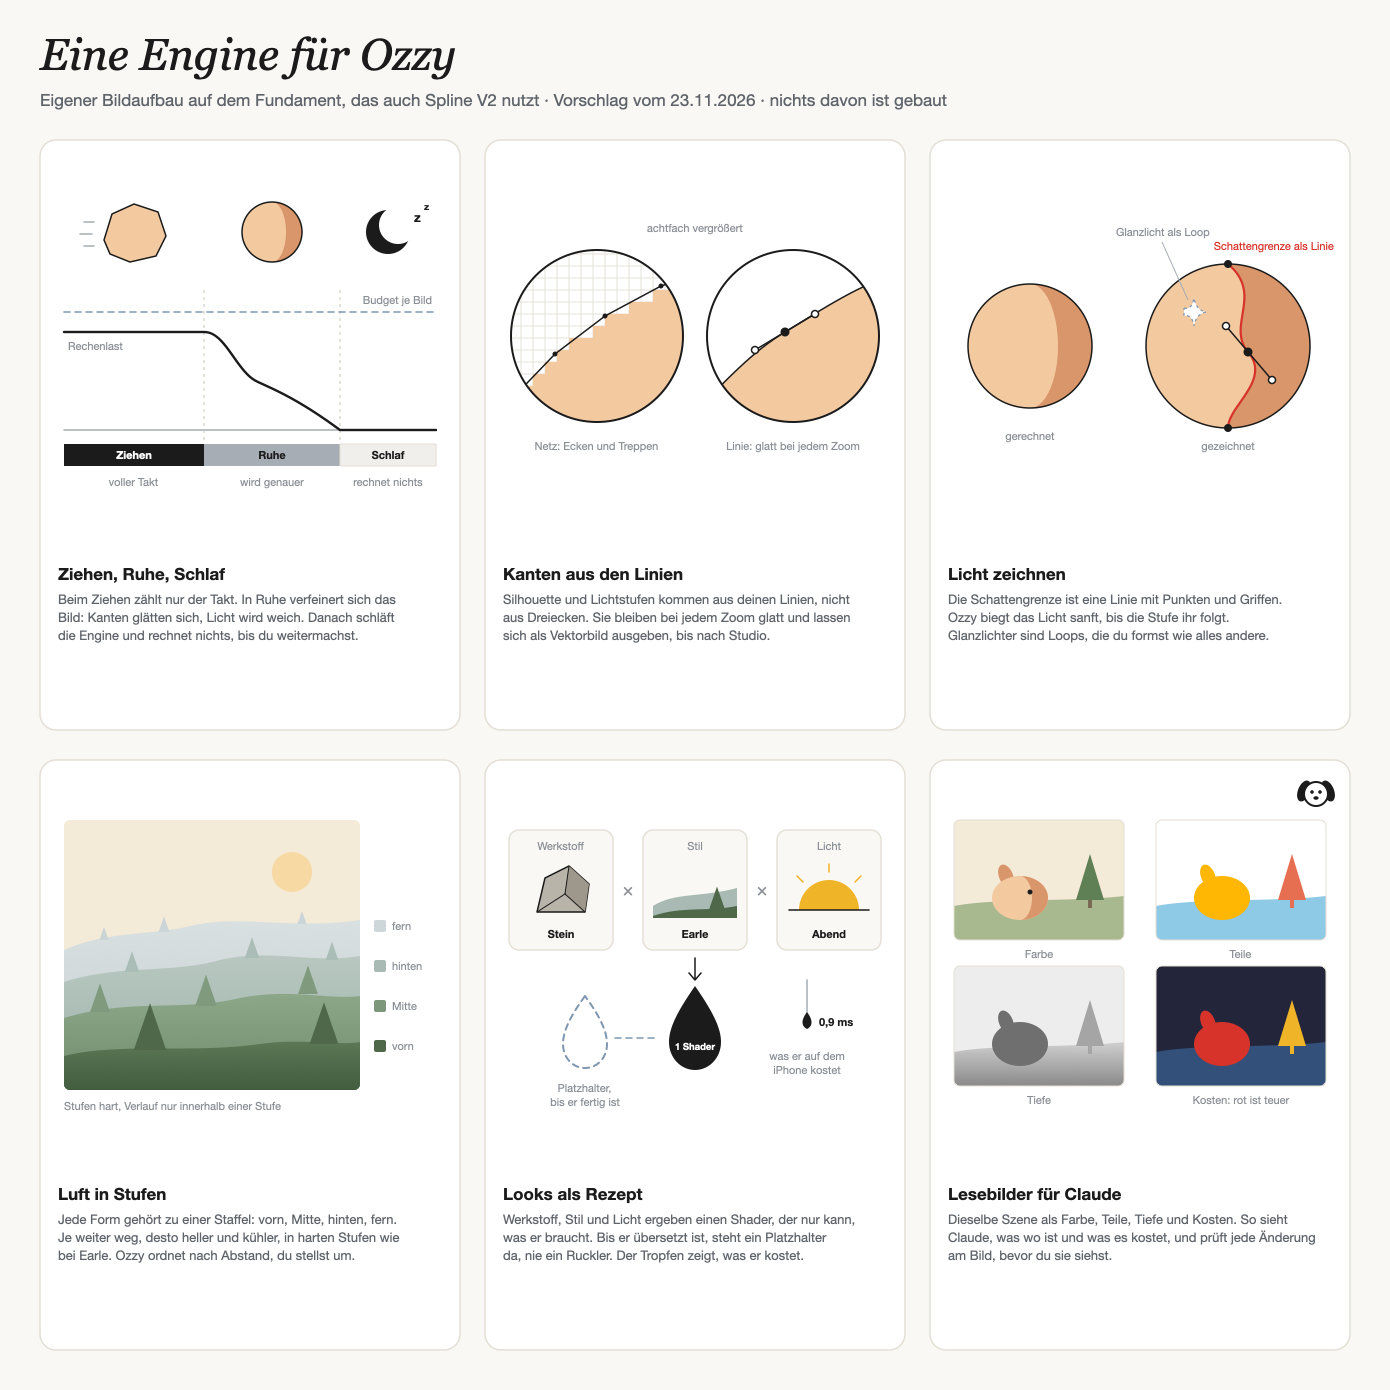 Eine Engine für Ozzy
Eigener Bildaufbau auf dem Fundament, das auch Spline V2 nutzt · Vorschlag vom 23.11.2026 · nichts davon ist gebaut
z
z
Budget je Bild
Rechenlast
Ziehen
Ruhe
Schlaf
voller Takt
wird genauer
rechnet nichts
Ziehen, Ruhe, Schlaf
Beim Ziehen zählt nur der Takt. In Ruhe verfeinert sich das
Bild: Kanten glätten sich, Licht wird weich. Danach schläft
die Engine und rechnet nichts, bis du weitermachst.
achtfach vergrößert
Netz: Ecken und Treppen
Linie: glatt bei jedem Zoom
Kanten aus den Linien
Silhouette und Lichtstufen kommen aus deinen Linien, nicht
aus Dreiecken. Sie bleiben bei jedem Zoom glatt und lassen
sich als Vektorbild ausgeben, bis nach Studio.
Glanzlicht als Loop
Schattengrenze als Linie
gerechnet
gezeichnet
Licht zeichnen
Die Schattengrenze ist eine Linie mit Punkten und Griffen.
Ozzy biegt das Licht sanft, bis die Stufe ihr folgt.
Glanzlichter sind Loops, die du formst wie alles andere.
fern
hinten
Mitte
vorn
Stufen hart, Verlauf nur innerhalb einer Stufe
Luft in Stufen
Jede Form gehört zu einer Staffel: vorn, Mitte, hinten, fern.
Je weiter weg, desto heller und kühler, in harten Stufen wie
bei Earle. Ozzy ordnet nach Abstand, du stellst um.
Werkstoff
Stil
Licht
×
×
Stein
Earle
Abend
1 Shader
0,9 ms
was er auf dem
iPhone kostet
Platzhalter,
bis er fertig ist
Looks als Rezept
Werkstoff, Stil und Licht ergeben einen Shader, der nur kann,
was er braucht. Bis er übersetzt ist, steht ein Platzhalter
da, nie ein Ruckler. Der Tropfen zeigt, was er kostet.
Farbe
Teile
Tiefe
Kosten: rot ist teuer
Lesebilder für Claude
Dieselbe Szene als Farbe, Teile, Tiefe und Kosten. So sieht
Claude, was wo ist und was es kostet, und prüft jede Änderung
am Bild, bevor du sie siehst.